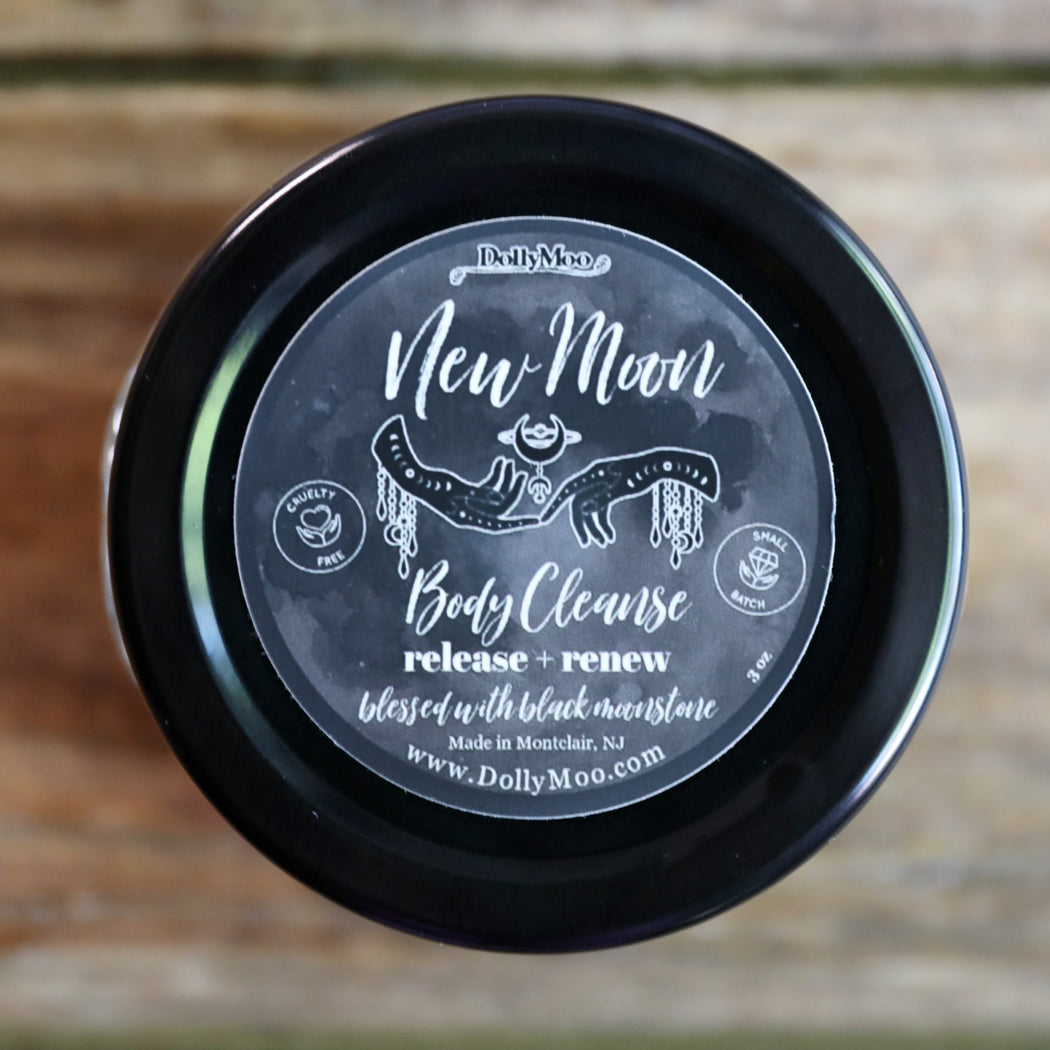 DollyMoo
New Moon
CRUELTY
FREE
SMALL
BATCH
Body Cleanse
release + renew
3 oz
blessed with black moonstone
Made in Montclair, NJ
www.DollyMoo.com